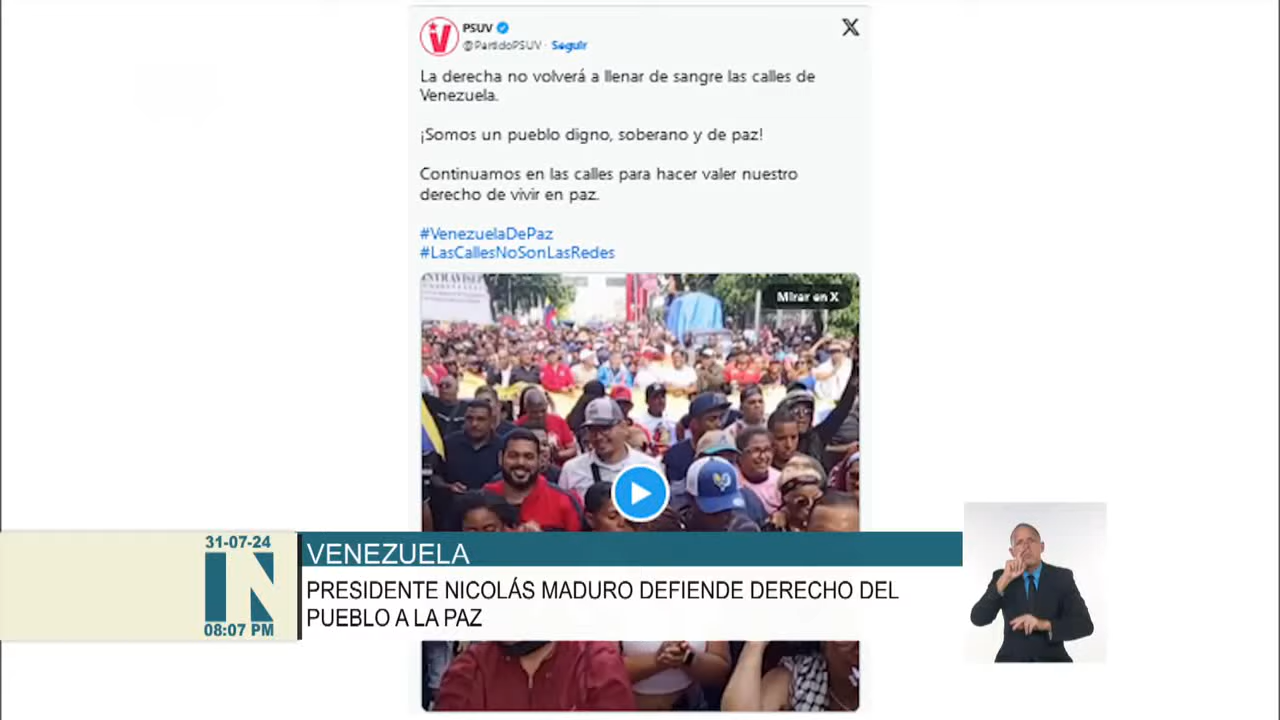 PSUV
@PartidoPSUV · Seguir
La derecha no volverá a llenar de sangre las calles de
Venezuela.
¡Somos un pueblo digno, soberano y de paz!
Continuamos en las calles para hacer valer nuestro
derecho de vivir en paz.
#VenezuelaDePaz
#LasCallesNoSonLasRedes
Mirar en X
31-07-24
IN
08:07 PM
VENEZUELA
PRESIDENTE NICOLÁS MADURO DEFIENDE DERECHO DEL
PUEBLO A LA PAZ